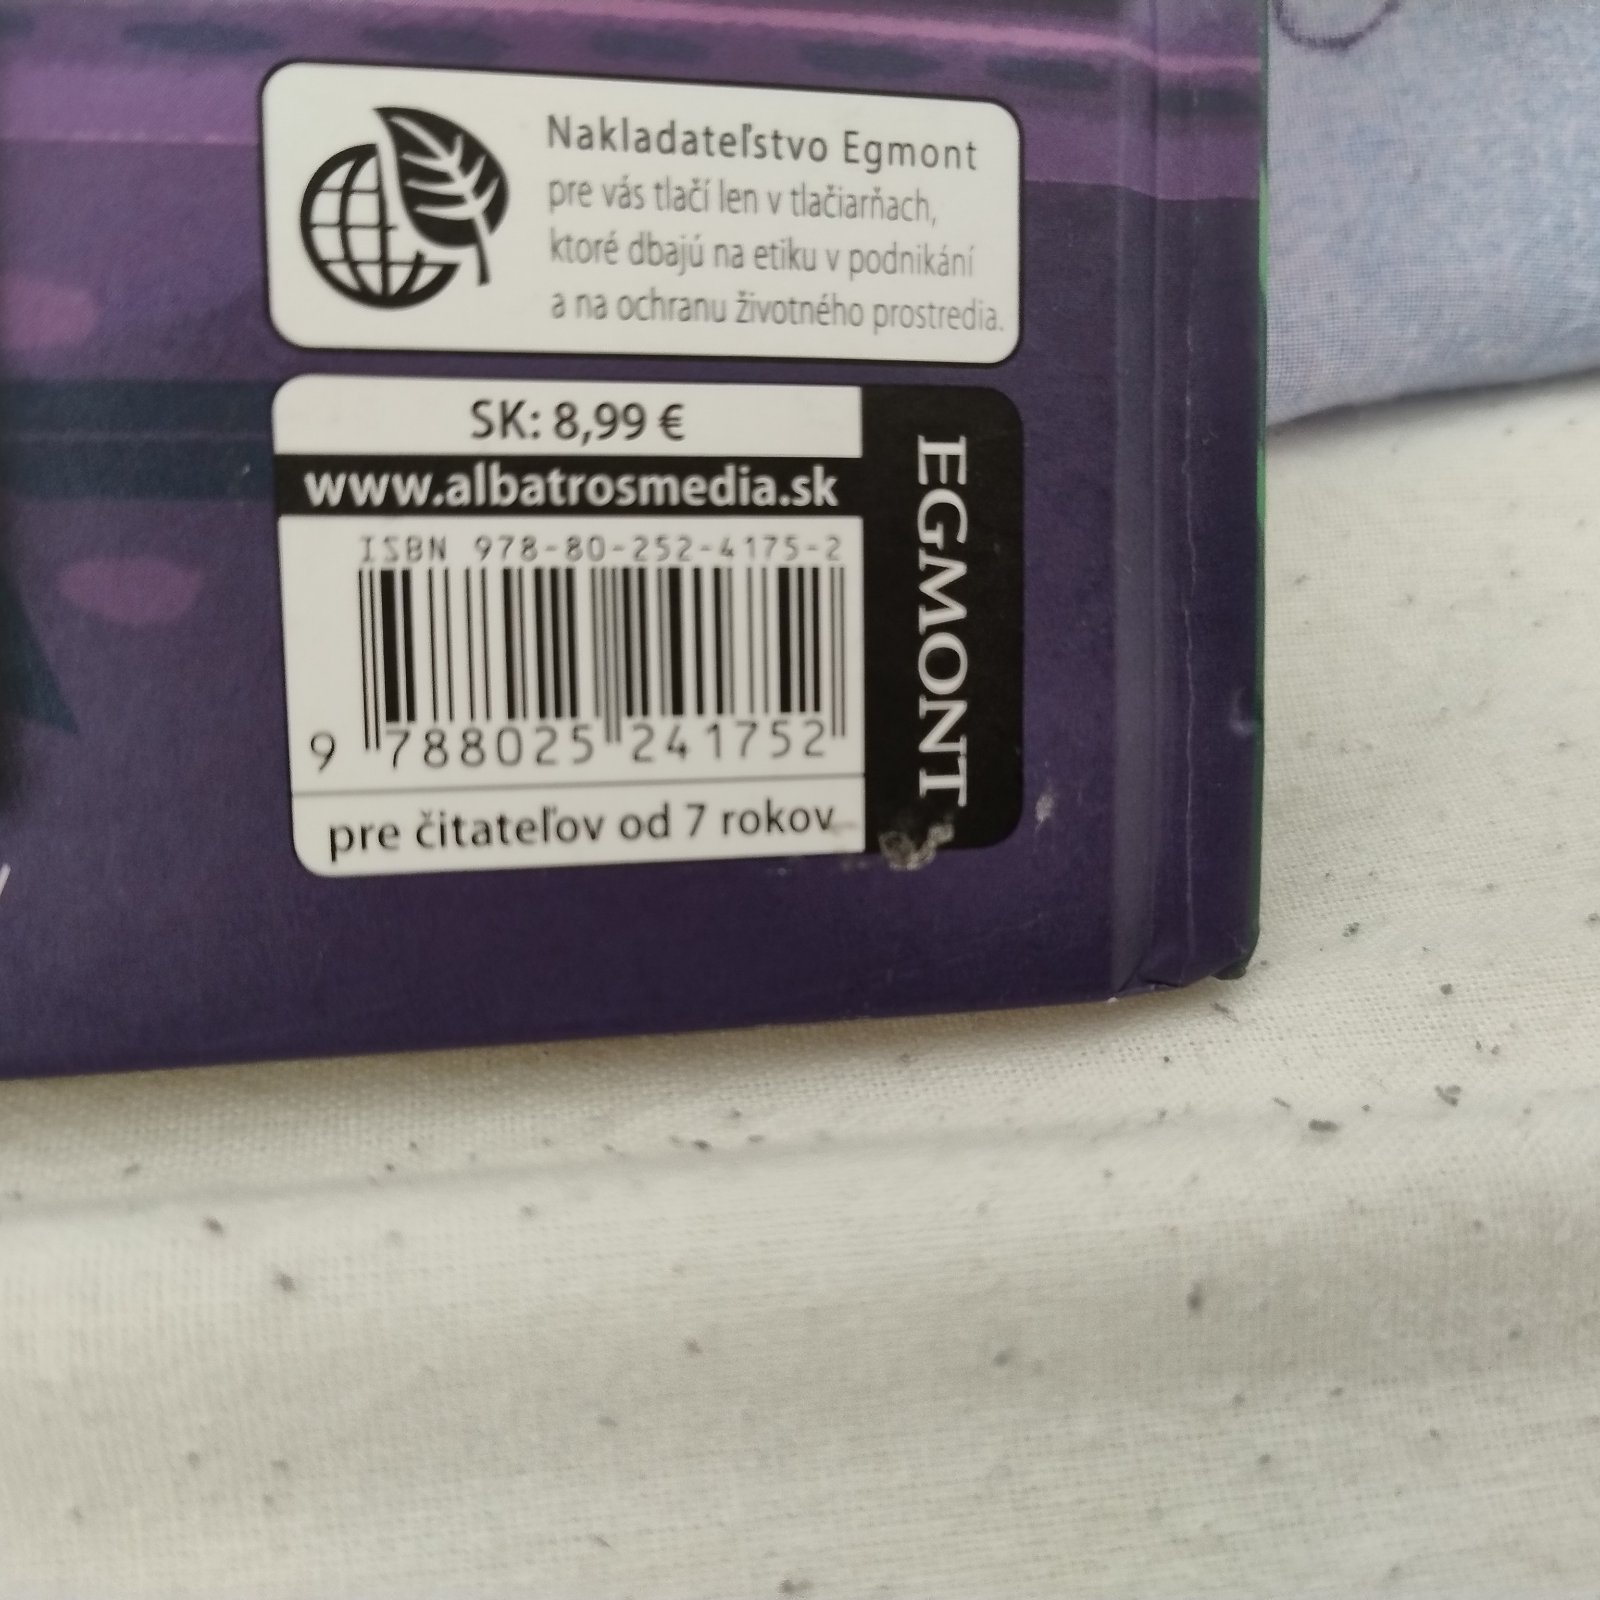 Nakladateľstvo Egmont
pre vás tlačí len v tlačiarňach,
ktoré dbajú na etiku v podnikání
a na ochranu životného prostredia.
SK: 8,99 €
www.albatrosmedia.sk
ISBN 978-80-252-4175-2
9 788025 241752
pre čitateľov od 7 rokov
EGMONT